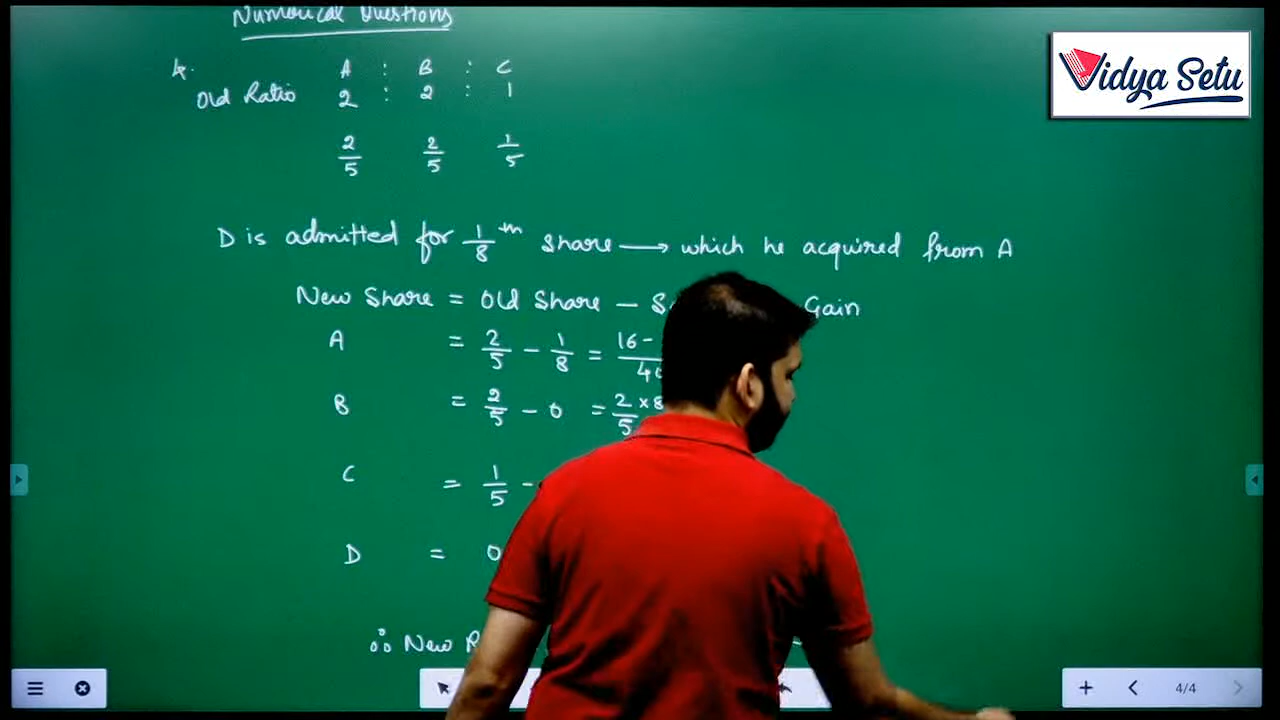 Numerical Questions
Vidya Setu
4.
A : B : C
Old Ratio 2 : 2 : 1
2/5 2/5 1/5
D is admitted for 1/8 th share → which he acquired from A
New Share = Old Share – Gain
A = 2/5 – 1/8 = 16 –
B = 2/5 – 0 = 2/5 × 8
C = 1/5 –
D = 0
∴ New
4/4